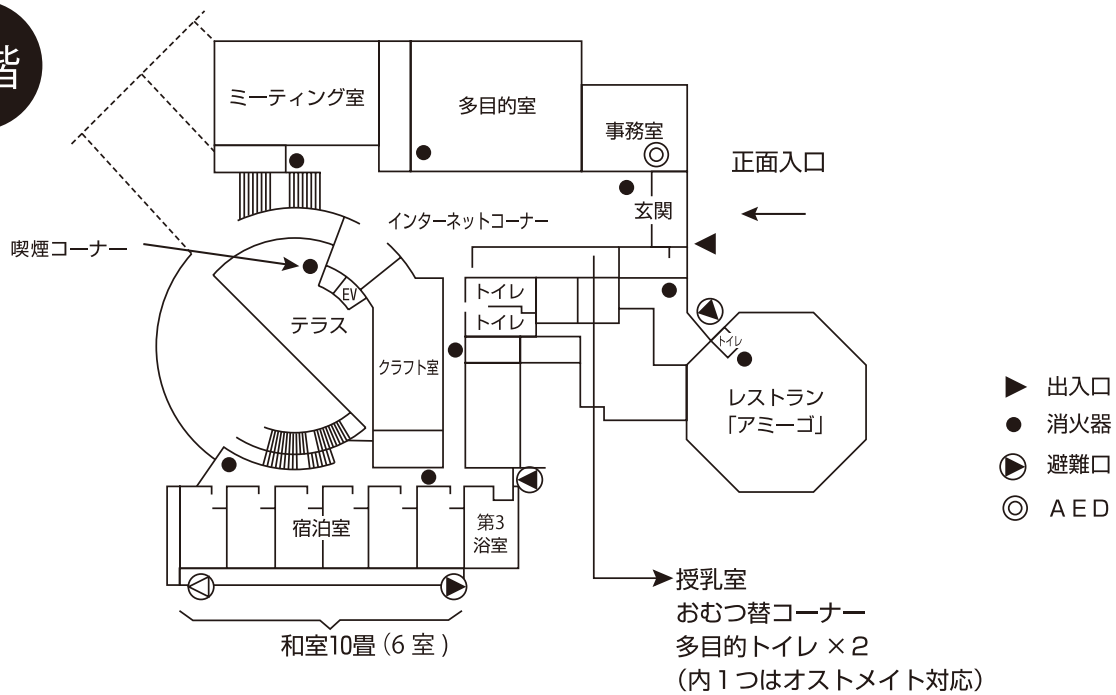 階
ミーティング室
多目的室
事務室
正面入口
玄関
インターネットコーナー
喫煙コーナー
EV
トイレ
トイレ
テラス
クラフト室
トイレ
レストラン
「アミーゴ」
出入口
消火器
避難口
AED
宿泊室
第3
浴室
和室10畳(6室)
授乳室
おむつ替コーナー
多目的トイレ×2
(内1つはオストメイト対応)